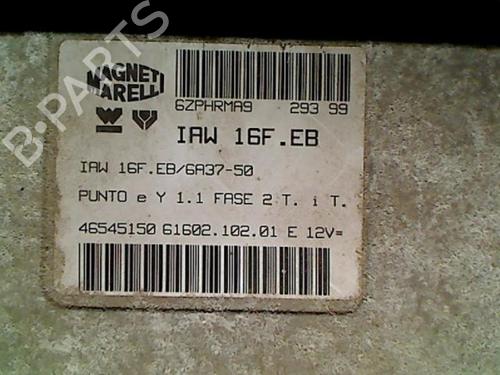 MAGNETI
MARELLI
6ZPHRMA9 293 99
IAW 16F.EB
IAW 16F.EB/6A37-50
PUNTO e Y 1.1 FASE 2 T. i T.
46545150 61602.102.01 E 12V=
B-PARTS